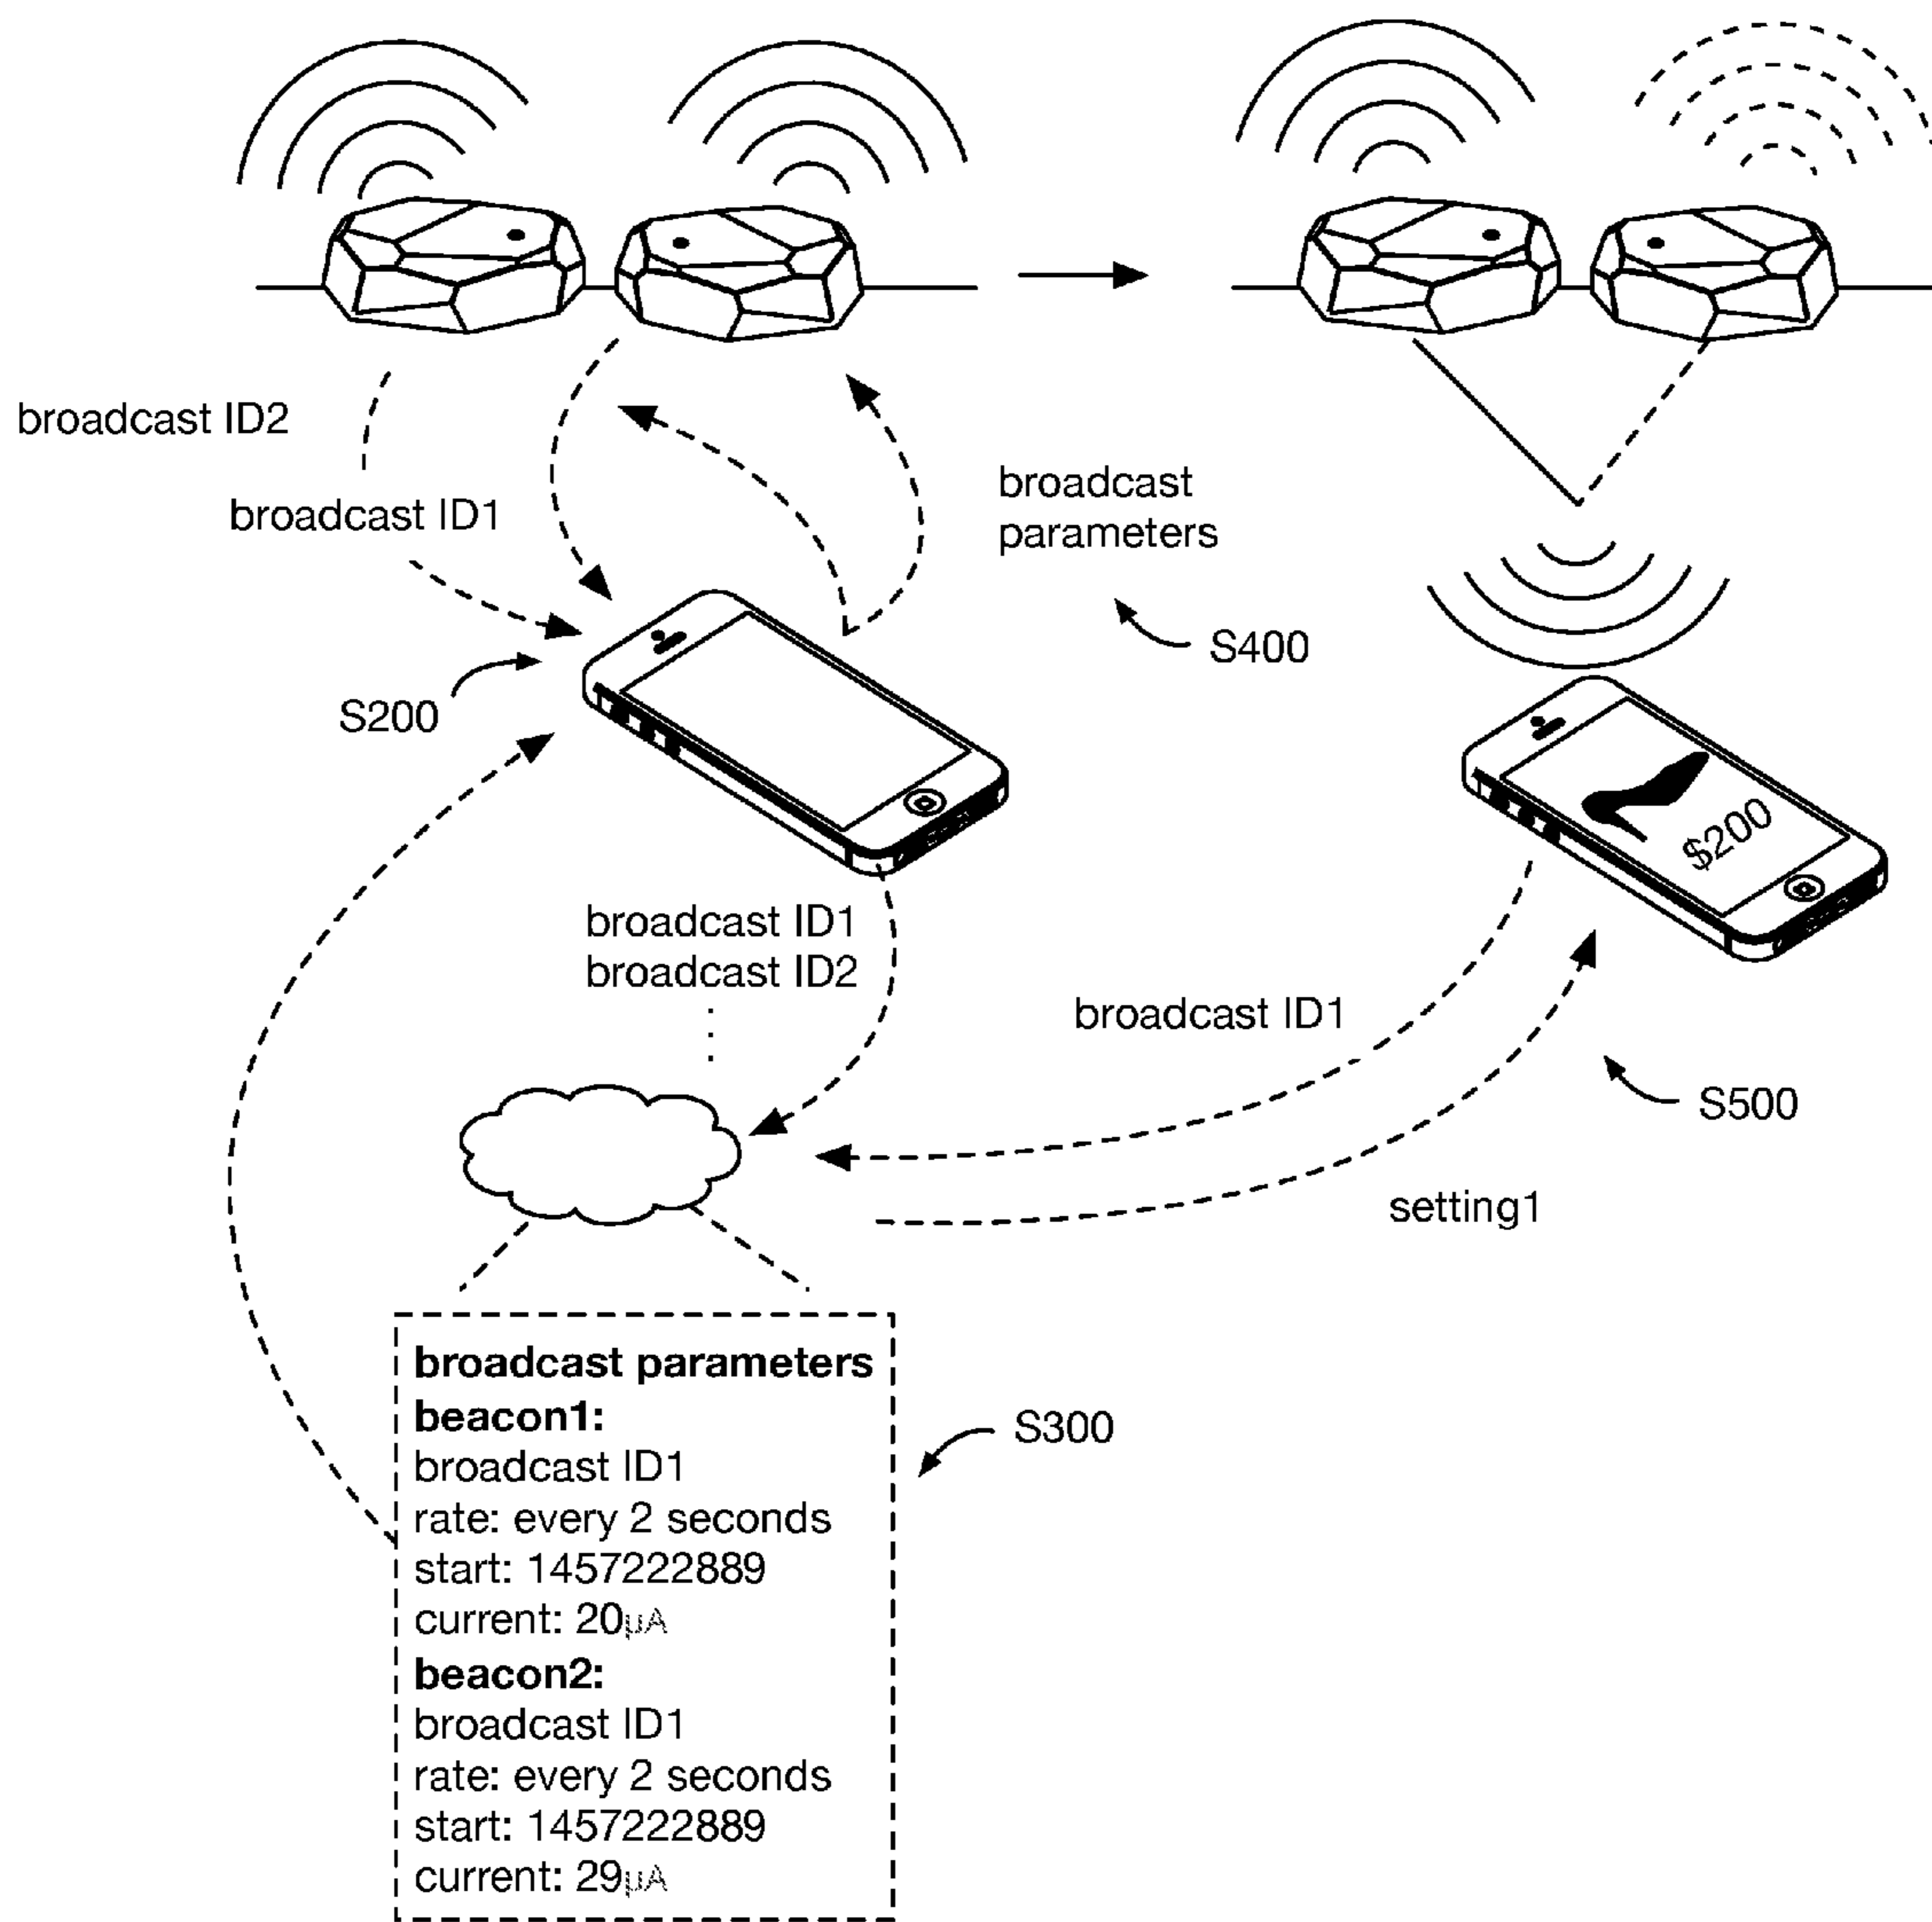 broadcast ID2
broadcast ID1
broadcast
parameters
S400
S200
$200
broadcast ID1
broadcast ID2
broadcast ID1
S500
setting1
broadcast parameters
beacon1:
broadcast ID1
rate: every 2 seconds
start: 1457222889
current: 20µA
beacon2:
broadcast ID1
rate: every 2 seconds
start: 1457222889
current: 29µA
S300